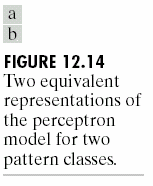 a
b
FIGURE 12.14
Two equivalent
representations of
the perceptron
model for two
pattern classes.